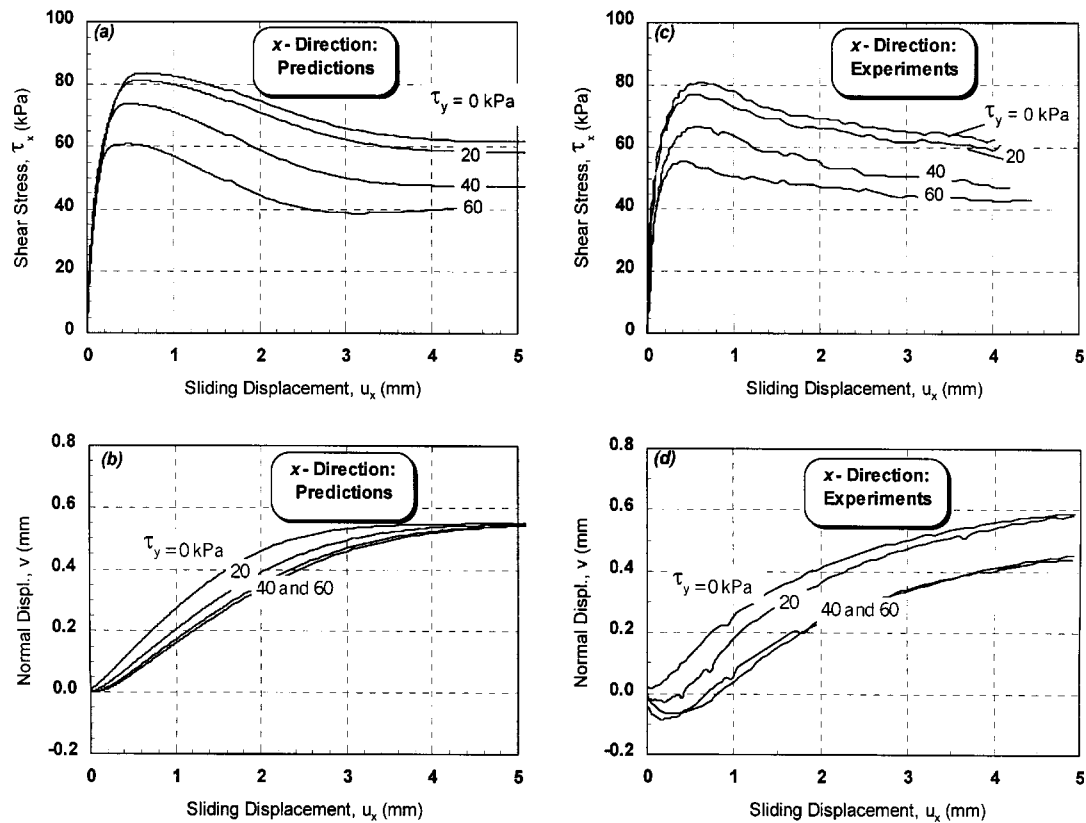 (a)
x - Direction:
Predictions
τy = 0 kPa
20
40
60
100
80
60
40
20
0
Shear Stress, τx (kPa)
0 1 2 3 4 5
Sliding Displacement, ux (mm)
(c)
x - Direction:
Experiments
τy = 0 kPa
20
40
60
100
80
60
40
20
0
Shear Stress, τx (kPa)
0 1 2 3 4 5
Sliding Displacement, ux (mm)
(b)
x - Direction:
Predictions
τy = 0 kPa
20
40 and 60
0.8
0.6
0.4
0.2
0.0
-0.2
Normal Displ., v (mm
0 1 2 3 4 5
Sliding Displacement, ux (mm)
(d)
x - Direction:
Experiments
τy = 0 kPa
20
40 and 60
0.8
0.6
0.4
0.2
0.0
-0.2
Normal Displ., v (mm
0 1 2 3 4 5
Sliding Displacement, ux (mm)